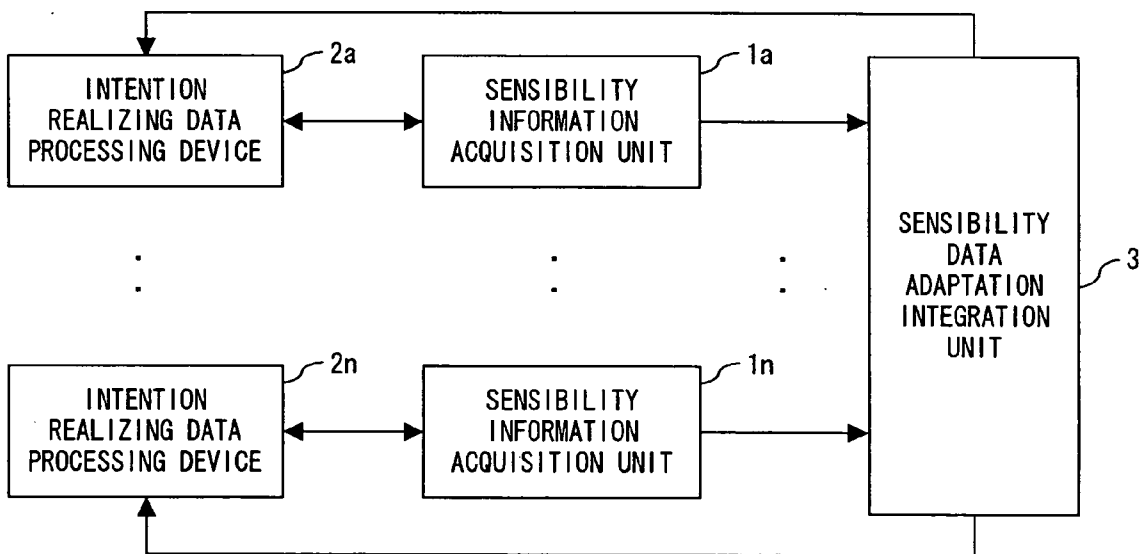 2a
INTENTION
REALIZING DATA
PROCESSING DEVICE
1a
SENSIBILITY
INFORMATION
ACQUISITION UNIT
SENSIBILITY
DATA
ADAPTATION
INTEGRATION
UNIT
3
2n
INTENTION
REALIZING DATA
PROCESSING DEVICE
1n
SENSIBILITY
INFORMATION
ACQUISITION UNIT